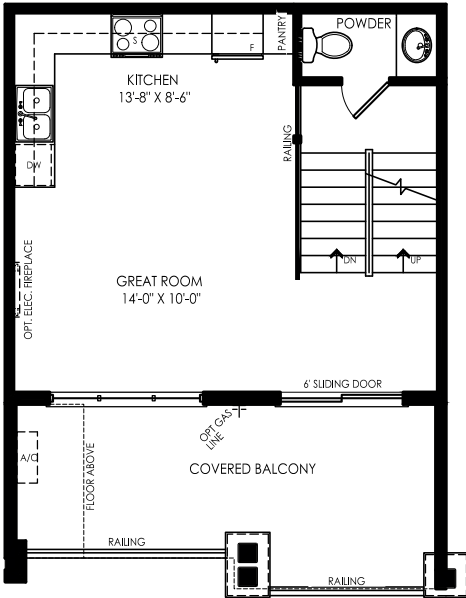 PANTRY
POWDER
S
F
KITCHEN
13'-8" X 8'-6"
RAILING
DW
DN
UP
OPT. ELEC. FIREPLACE
GREAT ROOM
14'-0" X 10'-0"
6' SLIDING DOOR
OPT GAS
LINE
A/C
FLOOR ABOVE
COVERED BALCONY
RAILING
RAILING